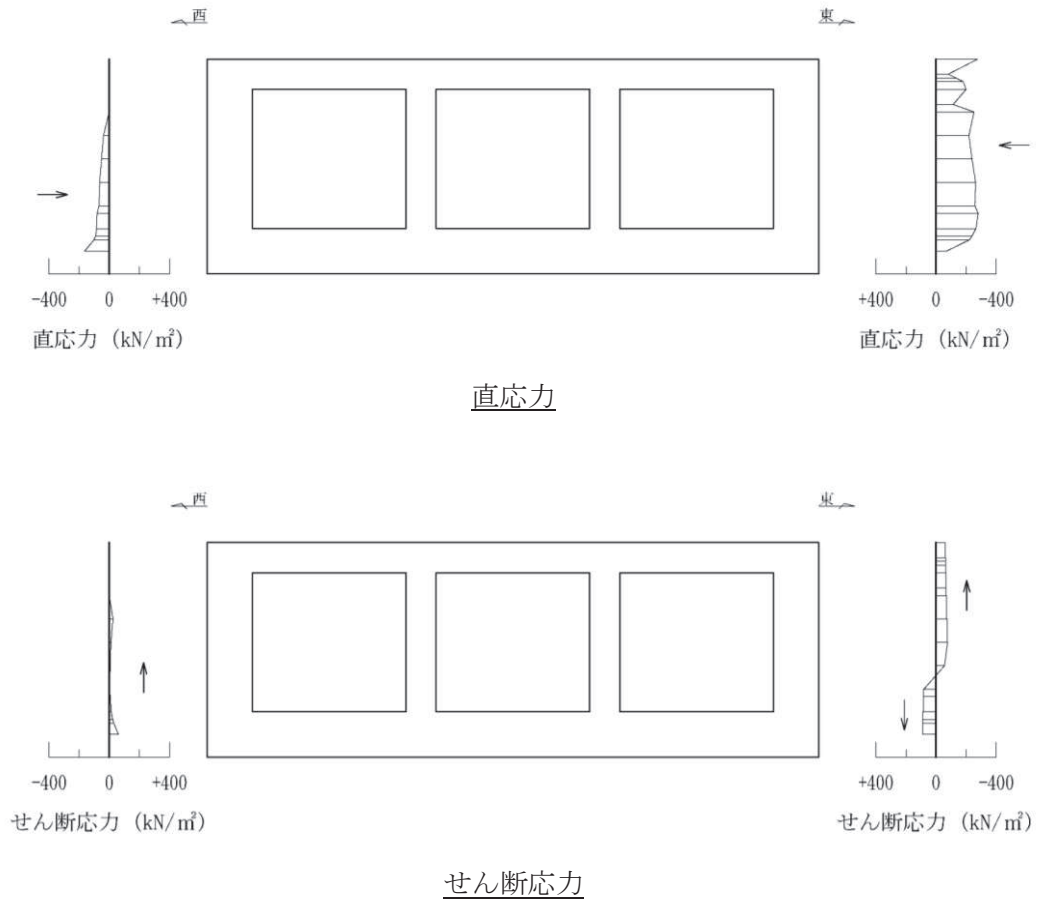 西 東
-400 0 +400 +400 0 -400
直応力 (kN/㎡) 直応力 (kN/㎡)
直応力
西 東
-400 0 +400 +400 0 -400
せん断応力 (kN/㎡) せん断応力 (kN/㎡)
せん断応力